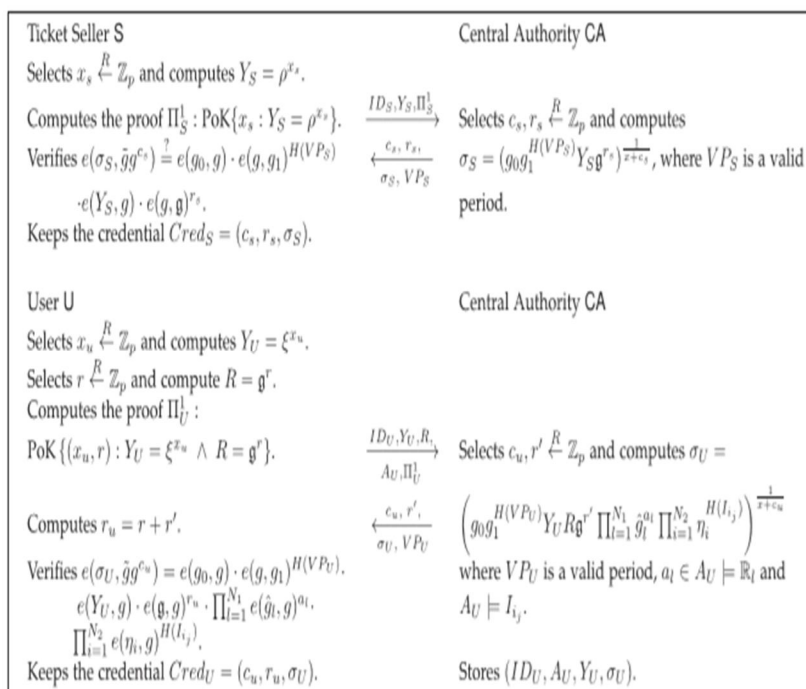 Ticket Seller S Central Authority CA
Selects x_s ←^R ℤ_p and computes Y_S = ρ^{x_s}.
Computes the proof Π_S^1 : PoK{x_s : Y_S = ρ^{x_s}}. ID_S, Y_S, Π_S^1 → Selects c_s, r_s ←^R ℤ_p and computes
Verifies e(σ_S, g̃g^{c_s}) ≟ e(g_0, g) · e(g, g_1)^{H(VP_S)} ← c_s, r_s, σ_S, VP_S σ_S = (g_0 g_1^{H(VP_S)} Y_S 𝔤^{r_s})^{1/(x+c_s)}, where VP_S is a valid
·e(Y_S, g) · e(g, 𝔤)^{r_s}. period.
Keeps the credential Cred_S = (c_s, r_s, σ_S).
User U Central Authority CA
Selects x_u ←^R ℤ_p and computes Y_U = ξ^{x_u}.
Selects r ←^R ℤ_p and compute R = 𝔤^r.
Computes the proof Π_U^1 :
PoK {(x_u, r) : Y_U = ξ^{x_u} ∧ R = 𝔤^r}. ID_U, Y_U, R, A_U, Π_U^1 → Selects c_u, r' ←^R ℤ_p and computes σ_U =
Computes r_u = r + r'. ← c_u, r', σ_U, VP_U (g_0 g_1^{H(VP_U)} Y_U R 𝔤^{r'} ∏_{l=1}^{N_1} ĝ_l^{a_l} ∏_{i=1}^{N_2} η_i^{H(I_{i_j})})^{1/(x+c_u)}
Verifies e(σ_U, g̃g^{c_u}) = e(g_0, g) · e(g, g_1)^{H(VP_U)}. where VP_U is a valid period, a_l ∈ A_U ⊨ ℝ_l and
e(Y_U, g) · e(𝔤, g)^{r_u} · ∏_{l=1}^{N_1} e(ĝ_l, g)^{a_l}. A_U ⊨ I_{i_j}.
∏_{i=1}^{N_2} e(η_i, g)^{H(I_{i_j})}.
Keeps the credential Cred_U = (c_u, r_u, σ_U). Stores (ID_U, A_U, Y_U, σ_U).